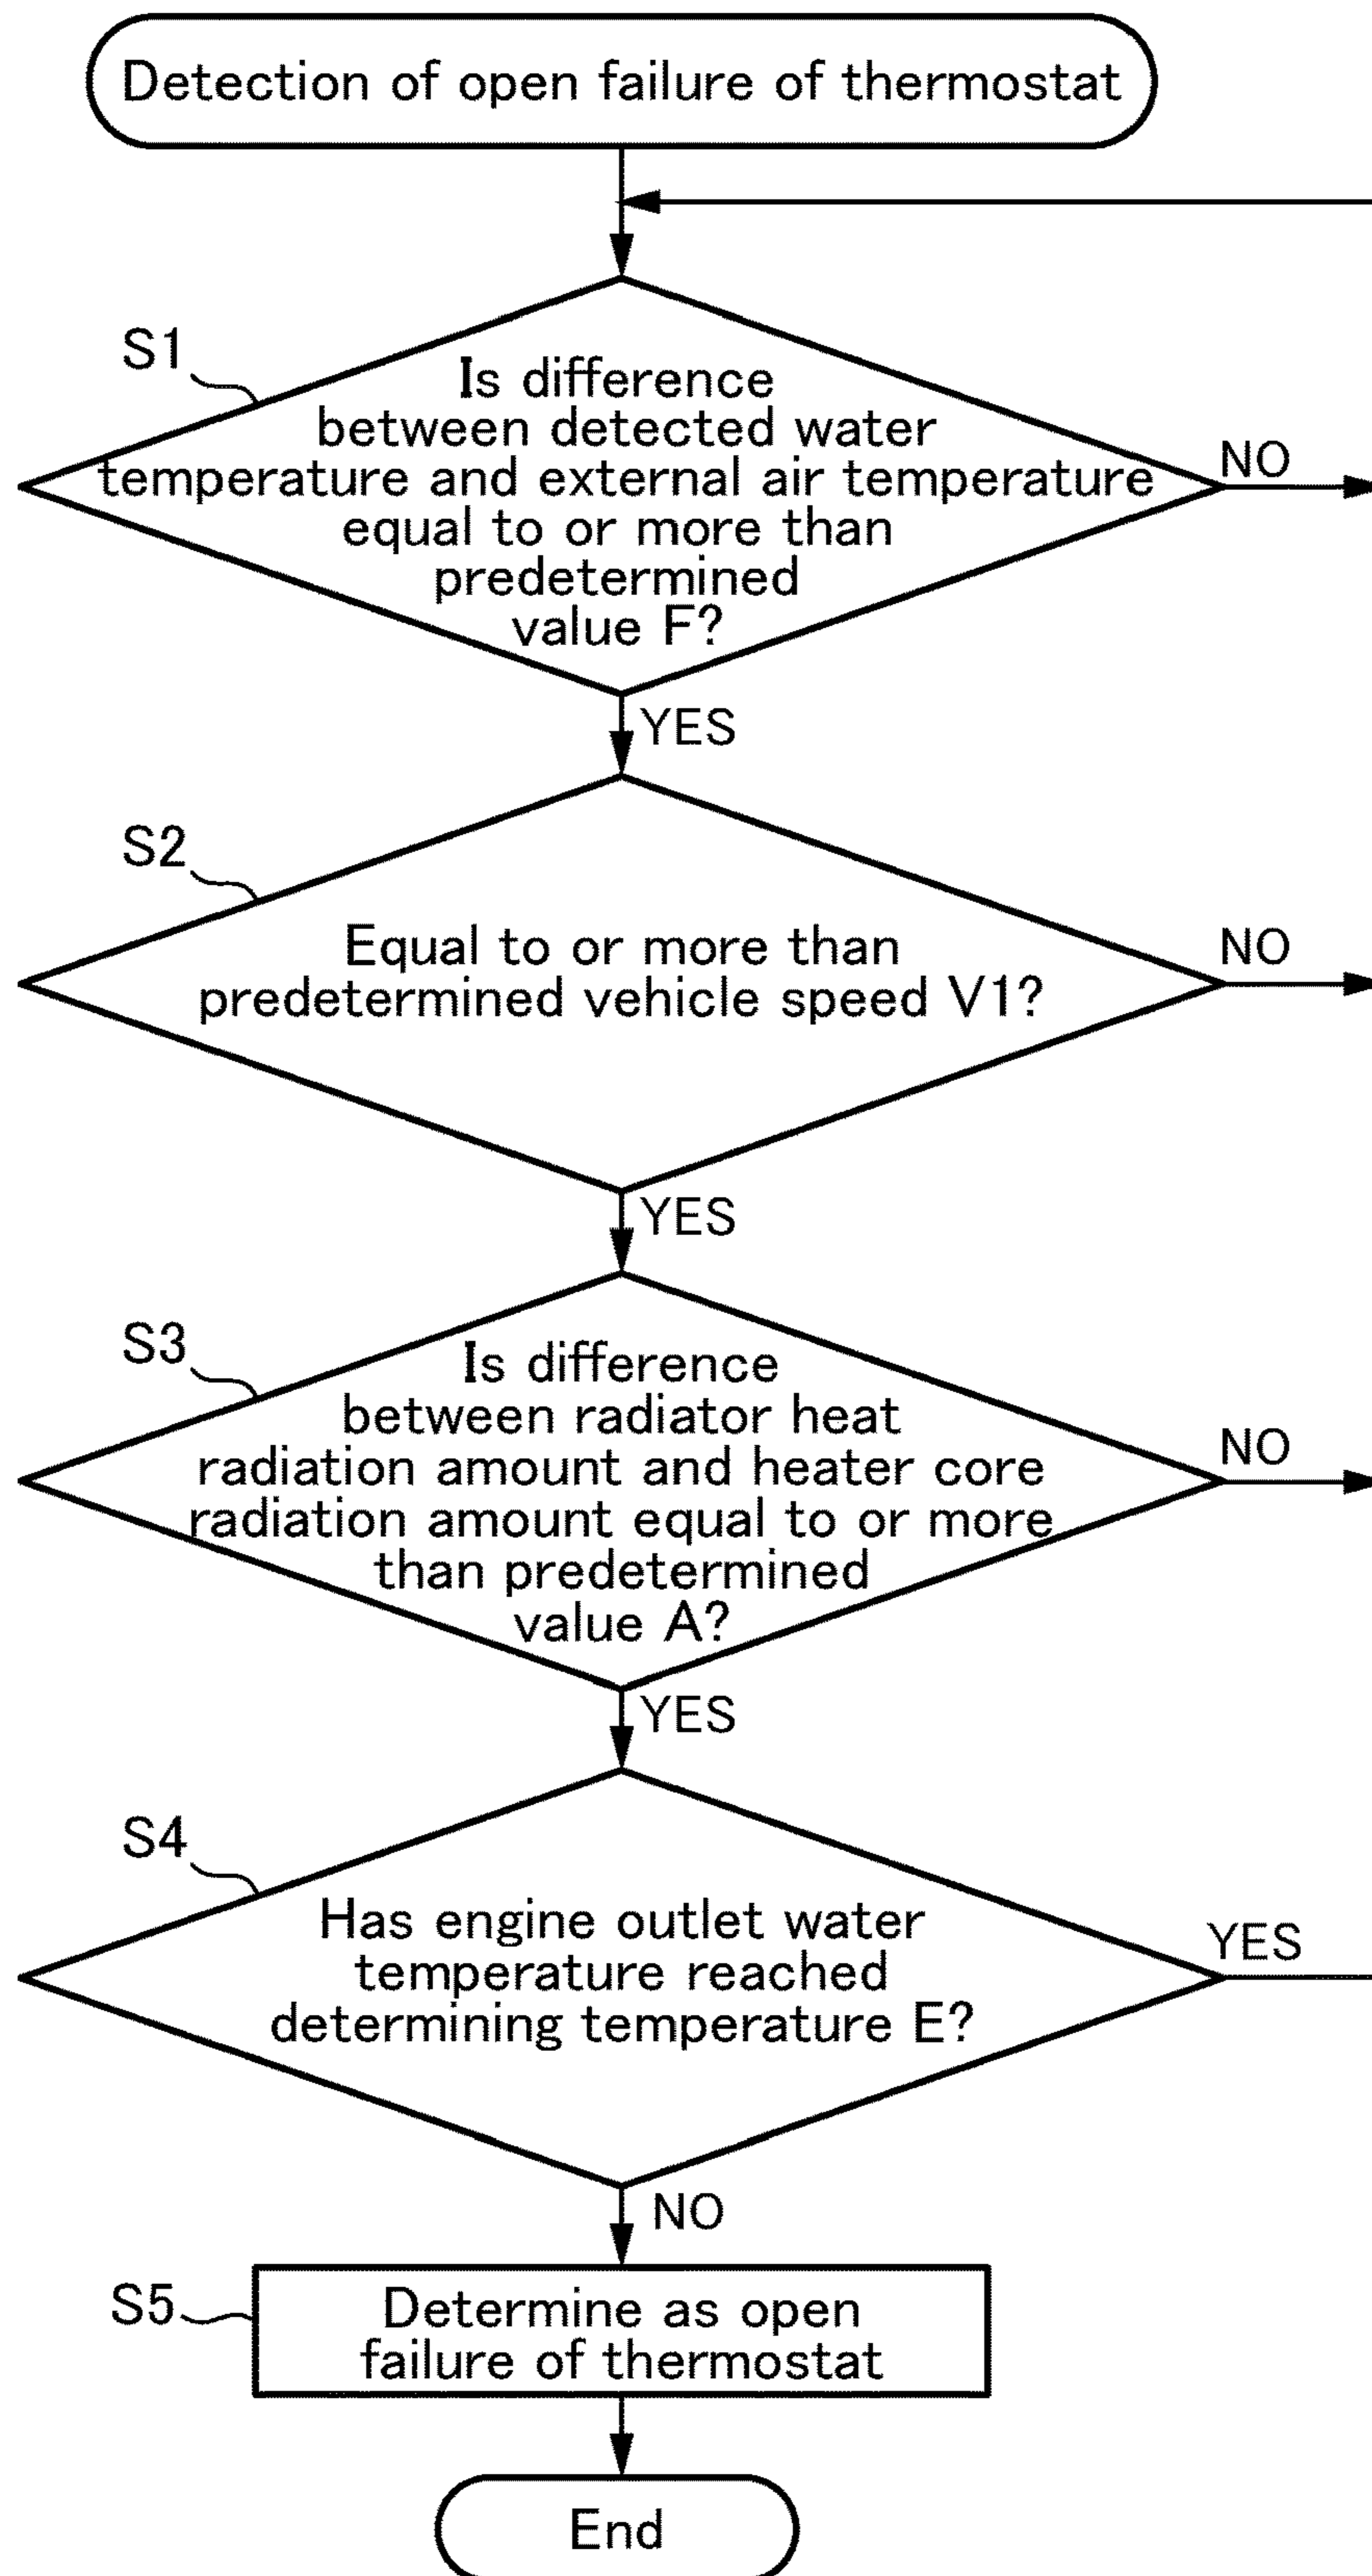 Detection of open failure of thermostat
S1
Is difference
between detected water
temperature and external air temperature
equal to or more than
predetermined
value F?
NO
YES
S2
Equal to or more than
predetermined vehicle speed V1?
NO
YES
S3
Is difference
between radiator heat
radiation amount and heater core
radiation amount equal to or more
than predetermined
value A?
NO
YES
S4
Has engine outlet water
temperature reached
determining temperature E?
YES
NO
S5
Determine as open
failure of thermostat
End